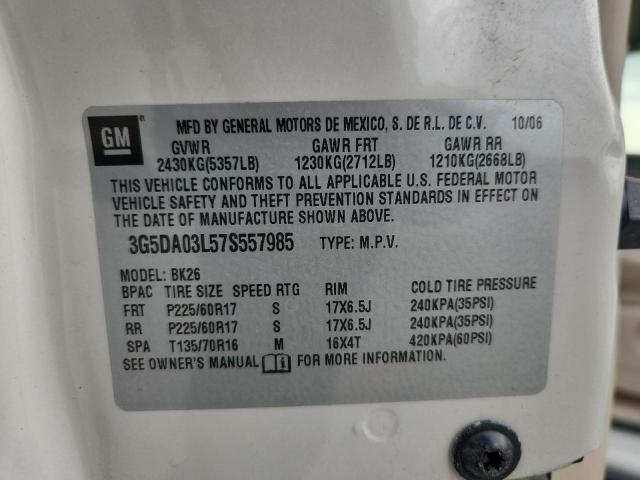 GM MFD BY GENERAL MOTORS DE MEXICO, S. DE R.L. DE C.V. 10/06
GVWR GAWR FRT GAWR RR
2430KG(5357LB) 1230KG(2712LB) 1210KG(2668LB)
THIS VEHICLE CONFORMS TO ALL APPLICABLE U.S. FEDERAL MOTOR
VEHICLE SAFETY AND THEFT PREVENTION STANDARDS IN EFFECT ON
THE DATE OF MANUFACTURE SHOWN ABOVE.
3G5DA03L57S557985 TYPE: M.P.V.
MODEL: BK26
BPAC TIRE SIZE SPEED RTG RIM COLD TIRE PRESSURE
FRT P225/60R17 S 17X6.5J 240KPA(35PSI)
RR P225/60R17 S 17X6.5J 240KPA(35PSI)
SPA T135/70R16 M 16X4T 420KPA(60PSI)
SEE OWNER'S MANUAL FOR MORE INFORMATION.